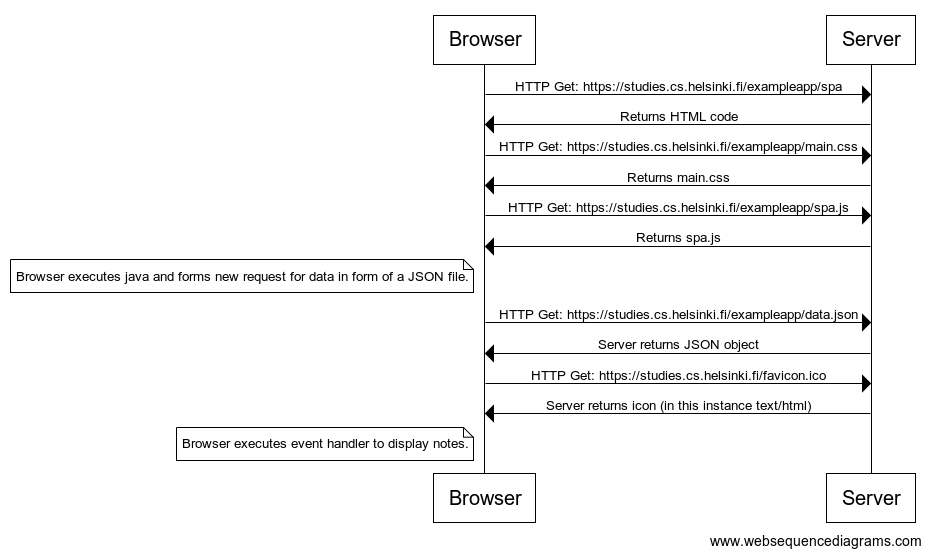 Browser
Server
HTTP Get: https://studies.cs.helsinki.fi/exampleapp/spa
Returns HTML code
HTTP Get: https://studies.cs.helsinki.fi/exampleapp/main.css
Returns main.css
HTTP Get: https://studies.cs.helsinki.fi/exampleapp/spa.js
Returns spa.js
Browser executes java and forms new request for data in form of a JSON file.
HTTP Get: https://studies.cs.helsinki.fi/exampleapp/data.json
Server returns JSON object
HTTP Get: https://studies.cs.helsinki.fi/favicon.ico
Server returns icon (in this instance text/html)
Browser executes event handler to display notes.
Browser
Server
www.websequencediagrams.com